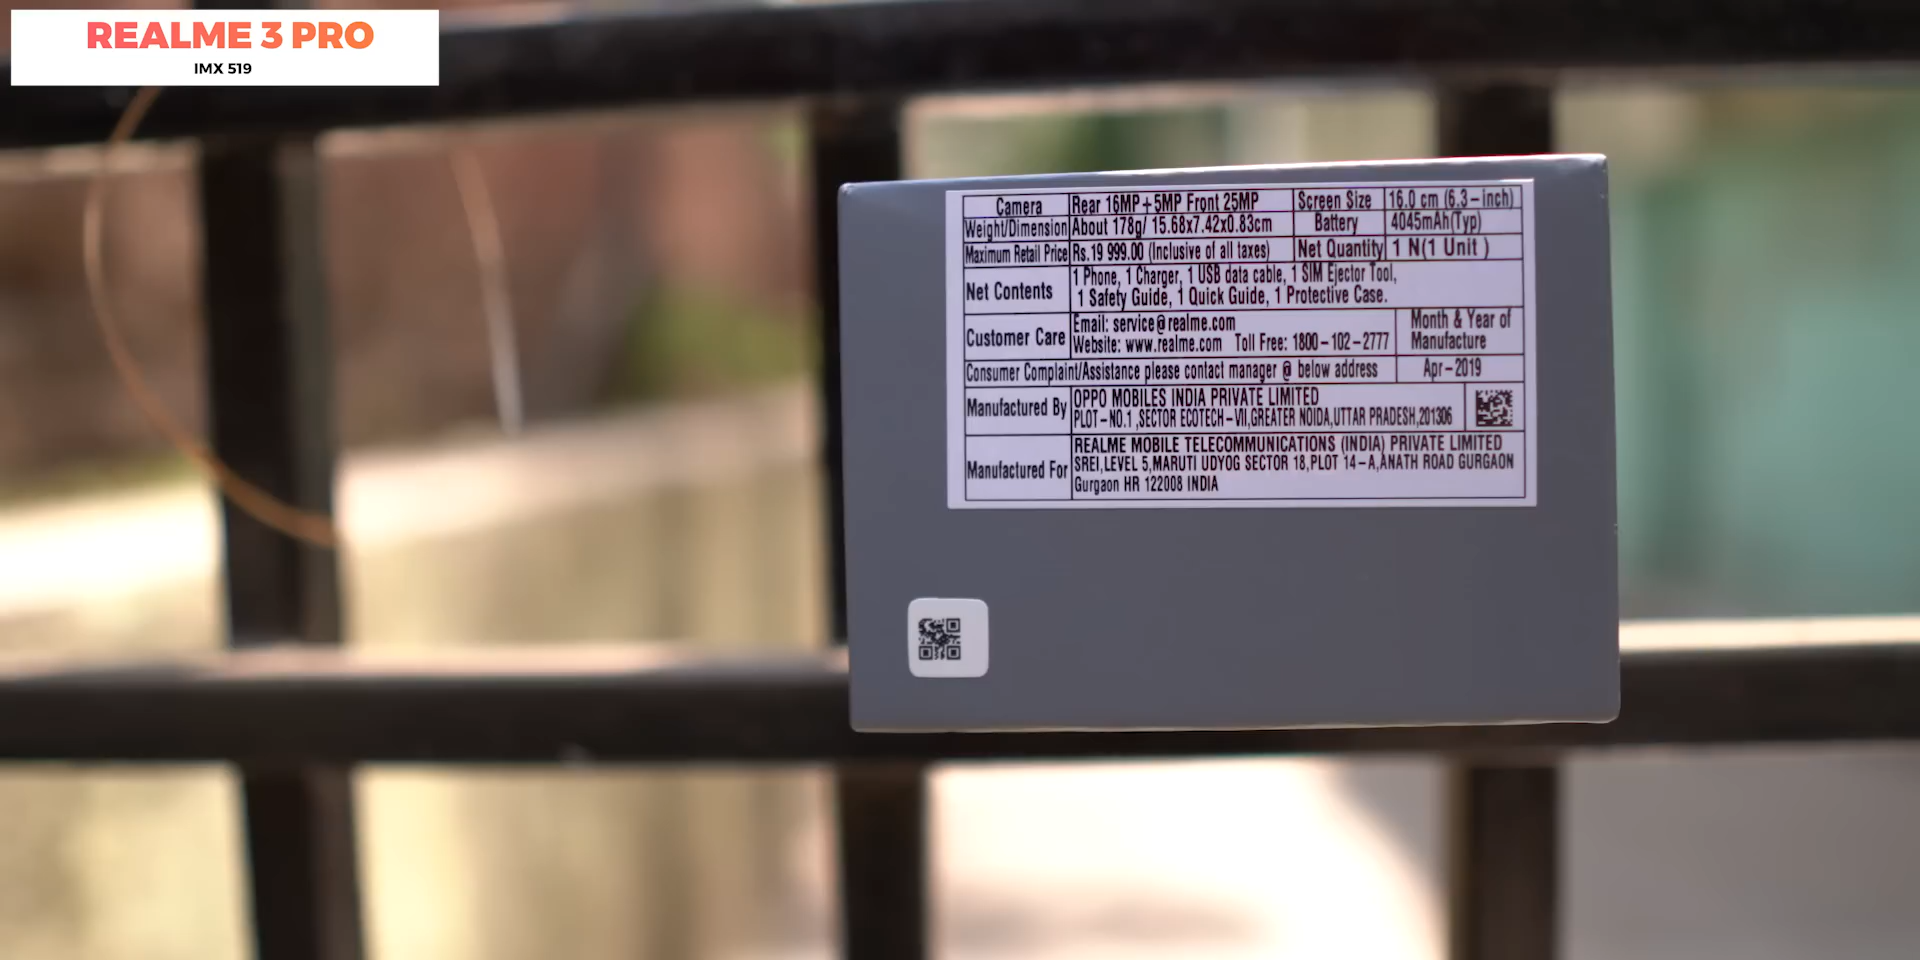 REALME 3 PRO
IMX 519
Camera Rear 16MP+5MP Front 25MP Screen Size 16.0 cm (6.3-inch)
Weight/Dimension About 178g/ 15.68x7.42x0.83cm Battery 4045mAh(Typ)
Maximum Retail Price Rs.19 999.00 (Inclusive of all taxes) Net Quantity 1 N(1 Unit )
Net Contents 1 Phone, 1 Charger, 1 USB data cable, 1 SIM Ejector Tool,
1 Safety Guide, 1 Quick Guide, 1 Protective Case.
Customer Care Email: service@realme.com
Website: www.realme.com Toll Free: 1800-102-2777
Month & Year of
Manufacture
Consumer Complaint/Assistance please contact manager @ below address Apr-2019
Manufactured By OPPO MOBILES INDIA PRIVATE LIMITED
PLOT-NO.1 ,SECTOR ECOTECH-VII,GREATER NOIDA,UTTAR PRADESH,201306
Manufactured For REALME MOBILE TELECOMMUNICATIONS (INDIA) PRIVATE LIMITED
SREI,LEVEL 5,MARUTI UDYOG SECTOR 18,PLOT 14-A,ANATH ROAD GURGAON
Gurgaon HR 122008 INDIA